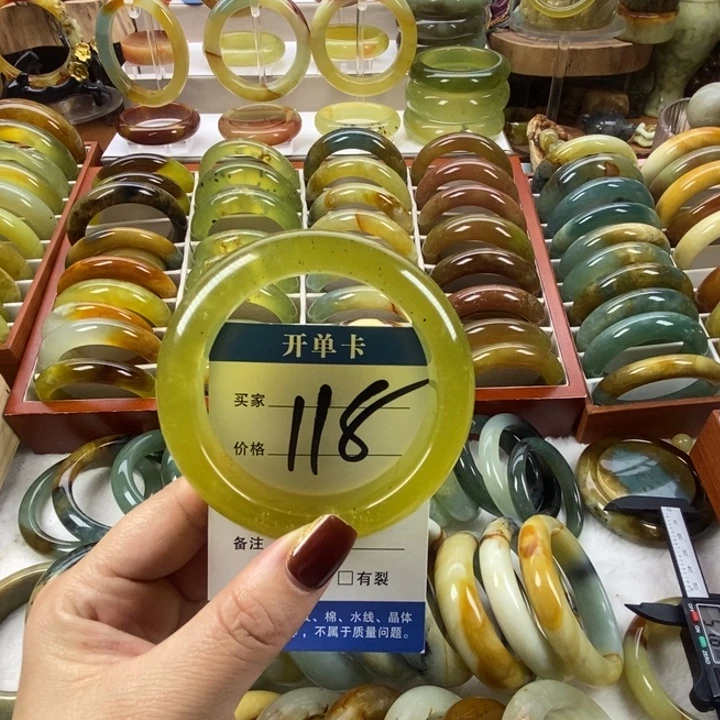 开单卡
买家
118
价格
备注
□有裂
、棉、水线、晶体
，不属于质量问题。